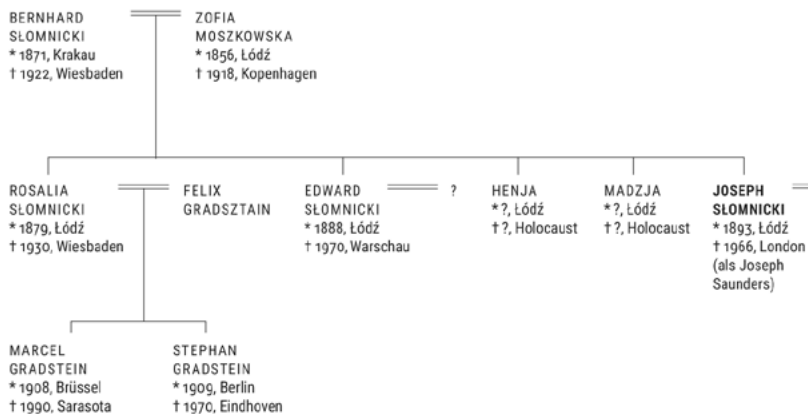 BERNHARD
SŁOMNICKI
* 1871, Krakau
† 1922, Wiesbaden
ZOFIA
MOSZKOWSKA
* 1856, Łódź
† 1918, Kopenhagen
ROSALIA
SŁOMNICKI
* 1879, Łódź
† 1930, Wiesbaden
FELIX
GRADSZTAIN
EDWARD
SŁOMNICKI
* 1888, Łódź
† 1970, Warschau
?
HENJA
* ?, Łódź
† ?, Holocaust
MADZJA
* ?, Łódź
† ?, Holocaust
JOSEPH
SŁOMNICKI
* 1893, Łódź
† 1966, London
(als Joseph
Saunders)
MARCEL
GRADSTEIN
* 1908, Brüssel
† 1990, Sarasota
STEPHAN
GRADSTEIN
* 1909, Berlin
† 1970, Eindhoven